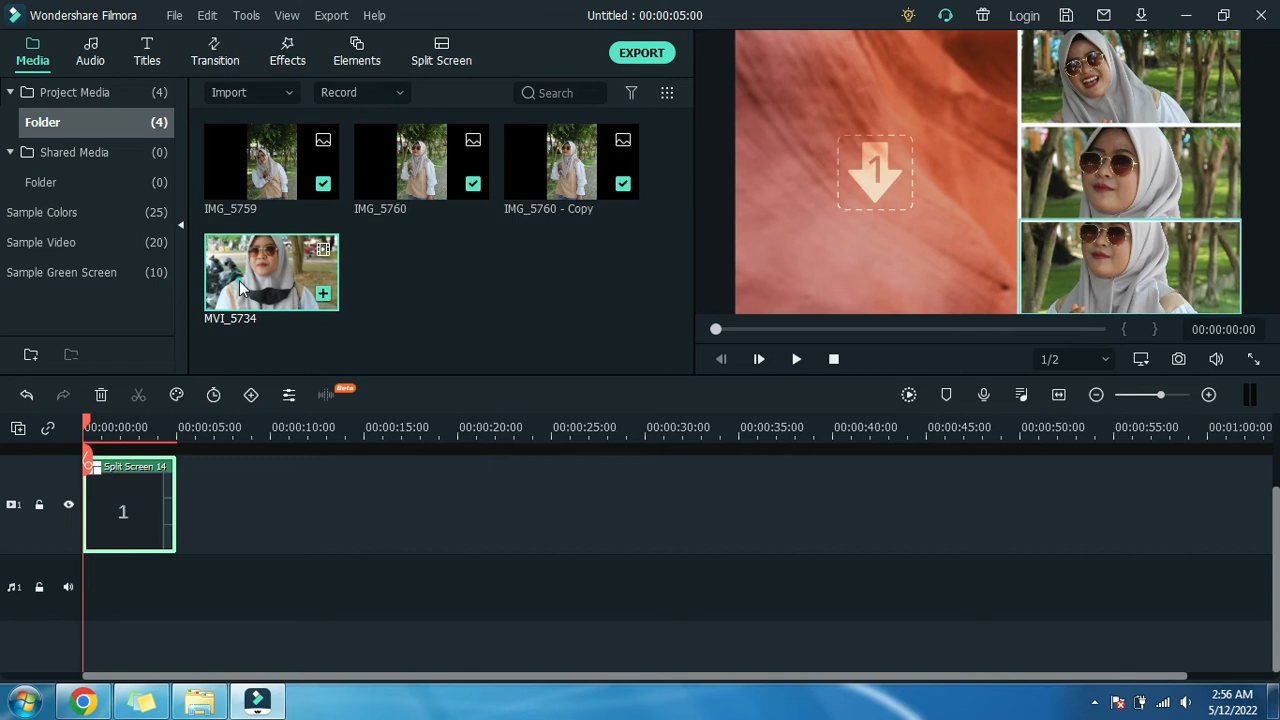 Wondershare Filmora File Edit Tools View Export Help Untitled : 00:00:05:00 Login
Media Audio Titles Transition Effects Elements Split Screen EXPORT
Project Media (4) Import Record Search
Folder (4)
Shared Media (0)
Folder (0)
Sample Colors (25)
Sample Video (20)
Sample Green Screen (10)
IMG_5759 IMG_5760 IMG_5760 - Copy
MVI_5734
1
00:00:00:00
1/2
Beta
00:00:00:00 00:00:05:00 00:00:10:00 00:00:15:00 00:00:20:00 00:00:25:00 00:00:30:00 00:00:35:00 00:00:40:00 00:00:45:00 00:00:50:00 00:00:55:00 00:01:00:00
Split Screen 14
1
1
1
2:56 AM
5/12/2022